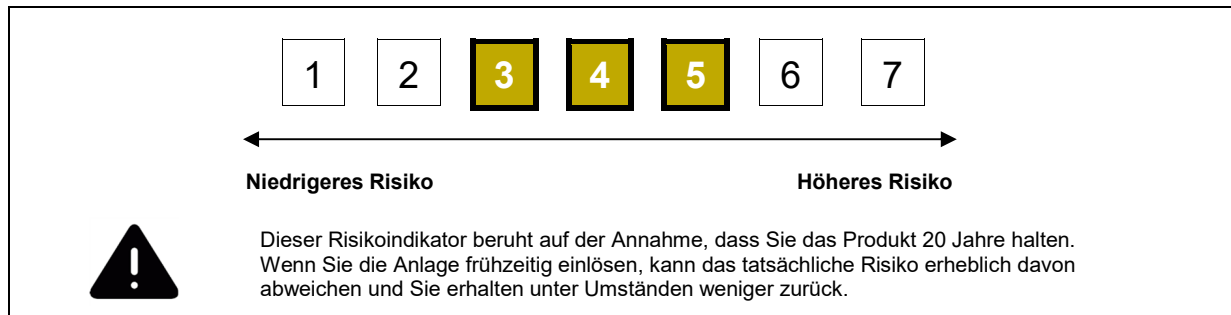 1 2 3 4 5 6 7
Niedrigeres Risiko Höheres Risiko
Dieser Risikoindikator beruht auf der Annahme, dass Sie das Produkt 20 Jahre halten.
Wenn Sie die Anlage frühzeitig einlösen, kann das tatsächliche Risiko erheblich davon
abweichen und Sie erhalten unter Umständen weniger zurück.